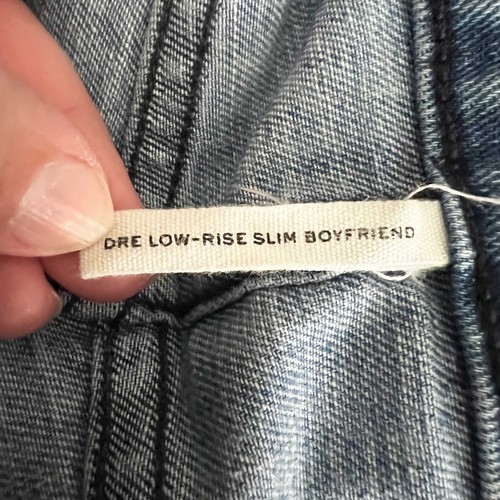 DRE LOW-RISE SLIM BOYFRIEND